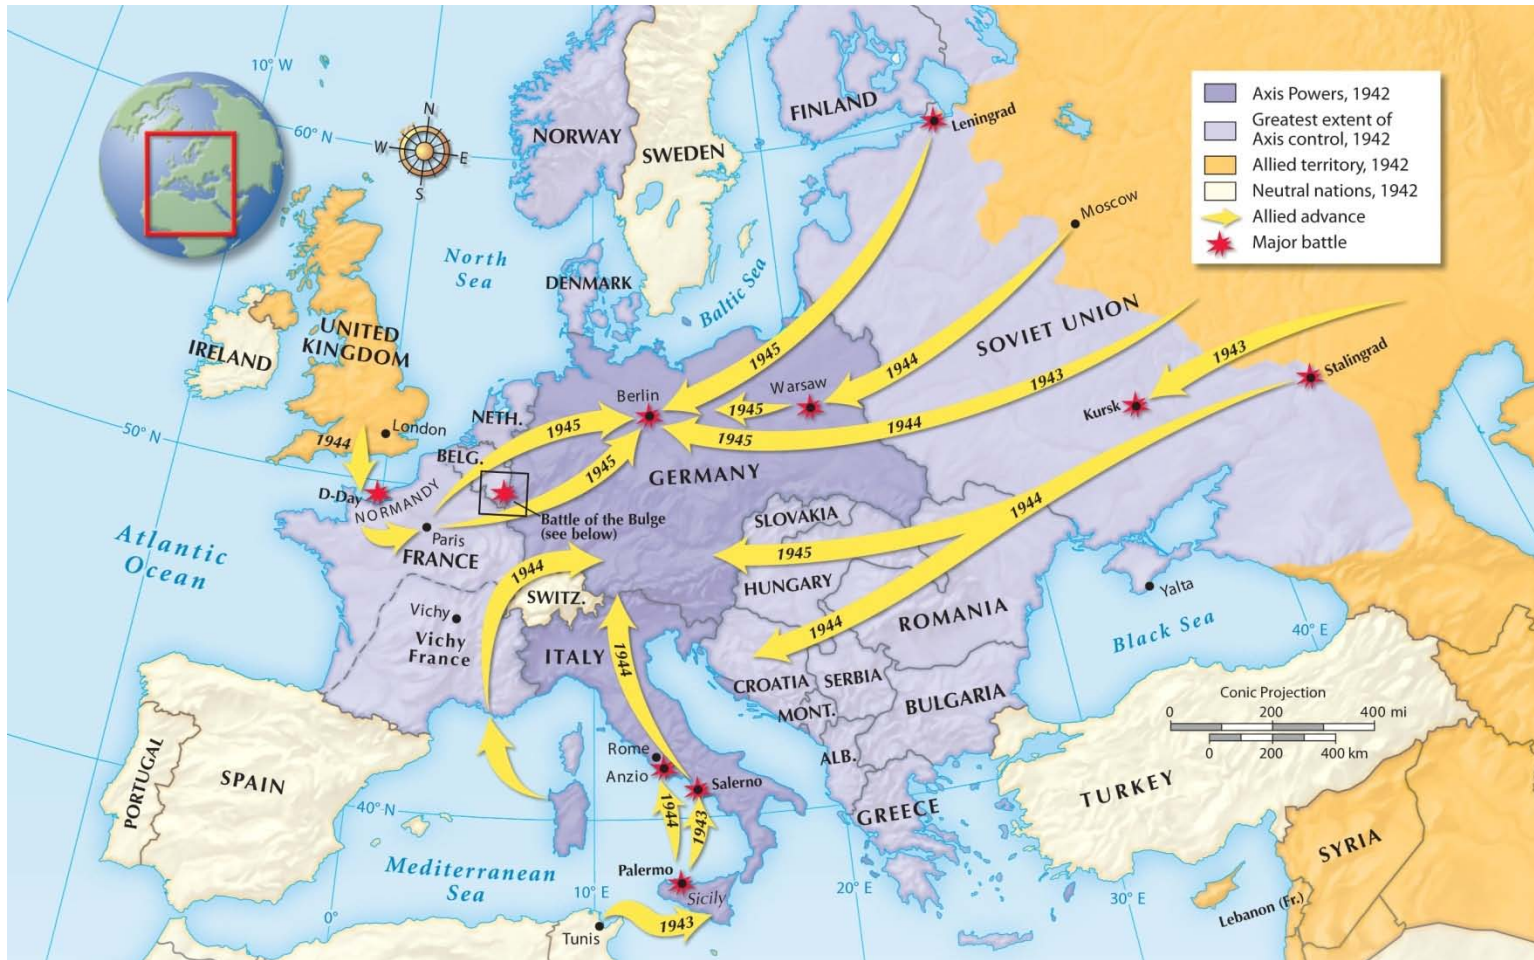 10° W
60° N
N
W
E
S
FINLAND
Leningrad
NORWAY
SWEDEN
Moscow
Axis Powers, 1942
Greatest extent of
Axis control, 1942
Allied territory, 1942
Neutral nations, 1942
Allied advance
Major battle
North
Sea
DENMARK
Baltic Sea
UNITED
KINGDOM
IRELAND
SOVIET UNION
1945
1944
1943
Stalingrad
Berlin
Warsaw
1945
1943
Kursk
NETH.
London
50° N
1944
1945
1945
1944
BELG.
1945
GERMANY
D-Day
NORMANDY
Battle of the Bulge
(see below)
Paris
FRANCE
Atlantic
Ocean
SLOVAKIA
1944
1945
1944
HUNGARY
SWITZ.
Yalta
Vichy
Vichy
France
ROMANIA
1944
Black Sea
40° E
ITALY
1944
CROATIA
SERBIA
MONT.
BULGARIA
Conic Projection
0
200
400 mi
0
200
400 km
PORTUGAL
SPAIN
Rome
Anzio
Salerno
ALB.
TURKEY
40° N
1944
1943
GREECE
Mediterranean
Sea
Palermo
Sicily
SYRIA
10° E
20° E
30° E
Lebanon (Fr.)
0°
1943
Tunis